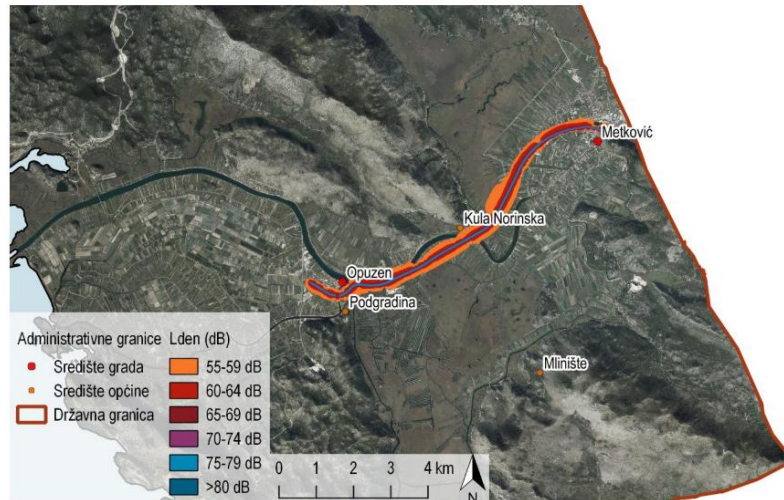 Metković
Kula Norinska
Opuzen
Podgradina
Mlinište
Administrativne granice
Središte grada
Središte općine
Državna granica
Lden (dB)
55-59 dB
60-64 dB
65-69 dB
70-74 dB
75-79 dB
>80 dB
0 1 2 3 4 km
N